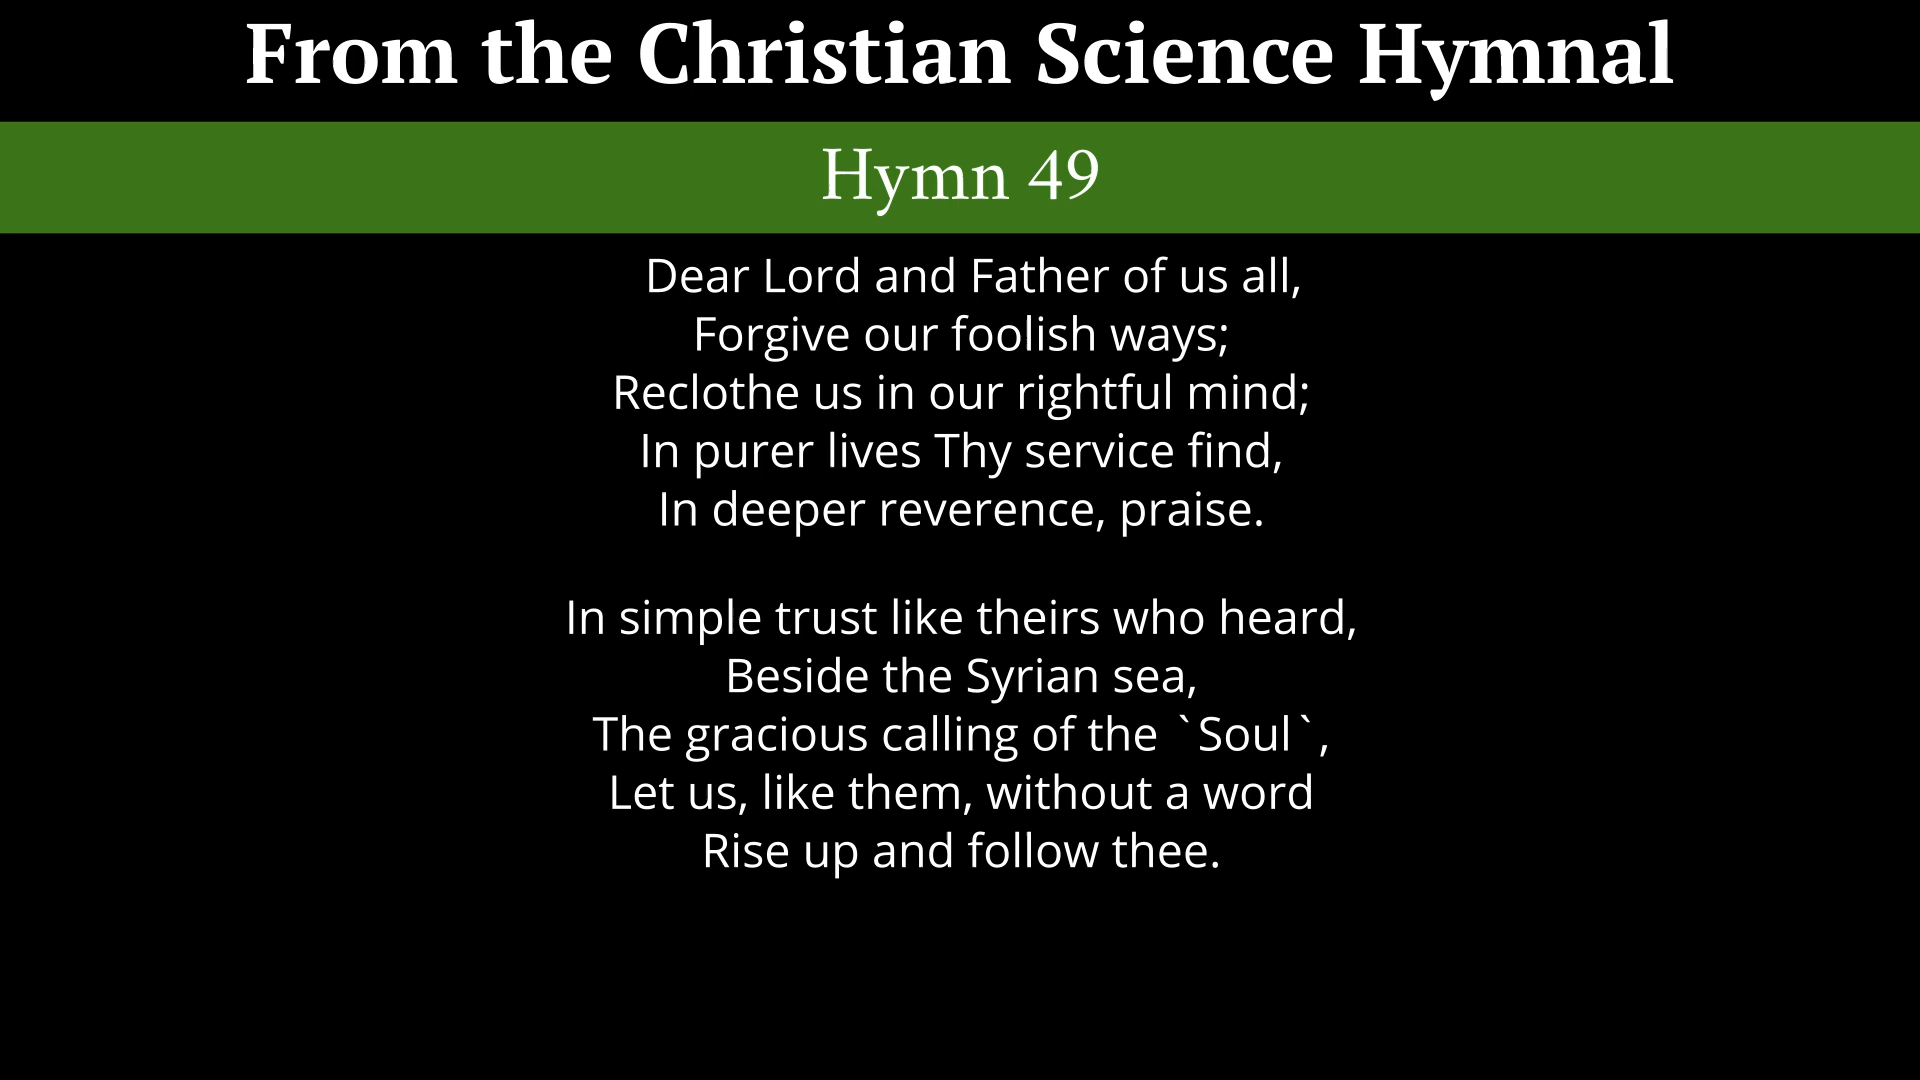 From the Christian Science Hymnal
Hymn 49
Dear Lord and Father of us all,
Forgive our foolish ways;
Reclothe us in our rightful mind;
In purer lives Thy service find,
In deeper reverence, praise.
In simple trust like theirs who heard,
Beside the Syrian sea,
The gracious calling of the `Soul`,
Let us, like them, without a word
Rise up and follow thee.